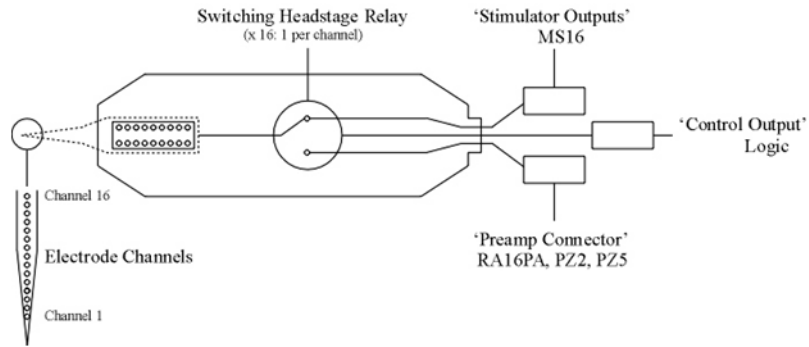 Switching Headstage Relay
(x 16: 1 per channel)
‘Stimulator Outputs’
MS16
‘Control Output’
Logic
Channel 16
Electrode Channels
Channel 1
‘Preamp Connector’
RA16PA, PZ2, PZ5